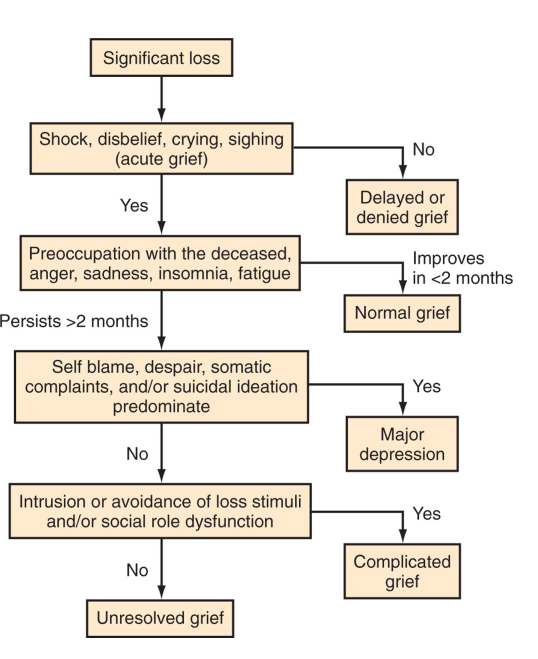 Significant loss
Shock, disbelief, crying, sighing
(acute grief)
No
Delayed or
denied grief
Yes
Preoccupation with the deceased,
anger, sadness, insomnia, fatigue
Improves
in <2 months
Normal grief
Persists >2 months
Self blame, despair, somatic
complaints, and/or suicidal ideation
predominate
Yes
Major
depression
No
Intrusion or avoidance of loss stimuli
and/or social role dysfunction
Yes
Complicated
grief
No
Unresolved grief